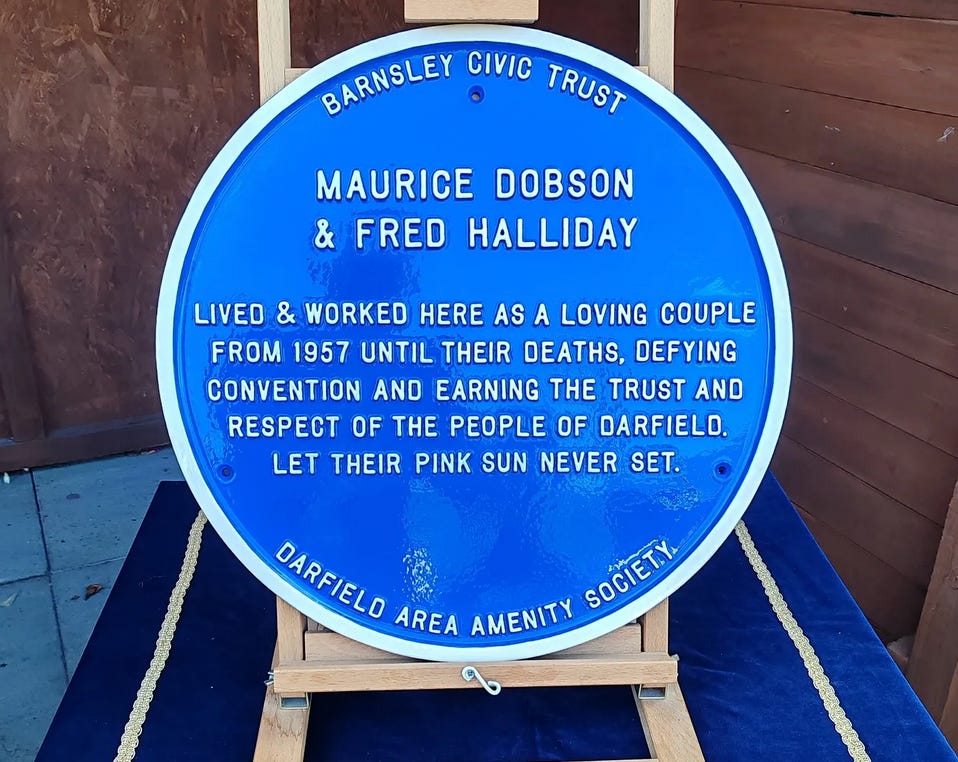 BARNSLEY CIVIC TRUST
MAURICE DOBSON
& FRED HALLIDAY
LIVED & WORKED HERE AS A LOVING COUPLE
FROM 1957 UNTIL THEIR DEATHS, DEFYING
CONVENTION AND EARNING THE TRUST AND
RESPECT OF THE PEOPLE OF DARFIELD.
LET THEIR PINK SUN NEVER SET.
DARFIELD AREA AMENITY SOCIETY